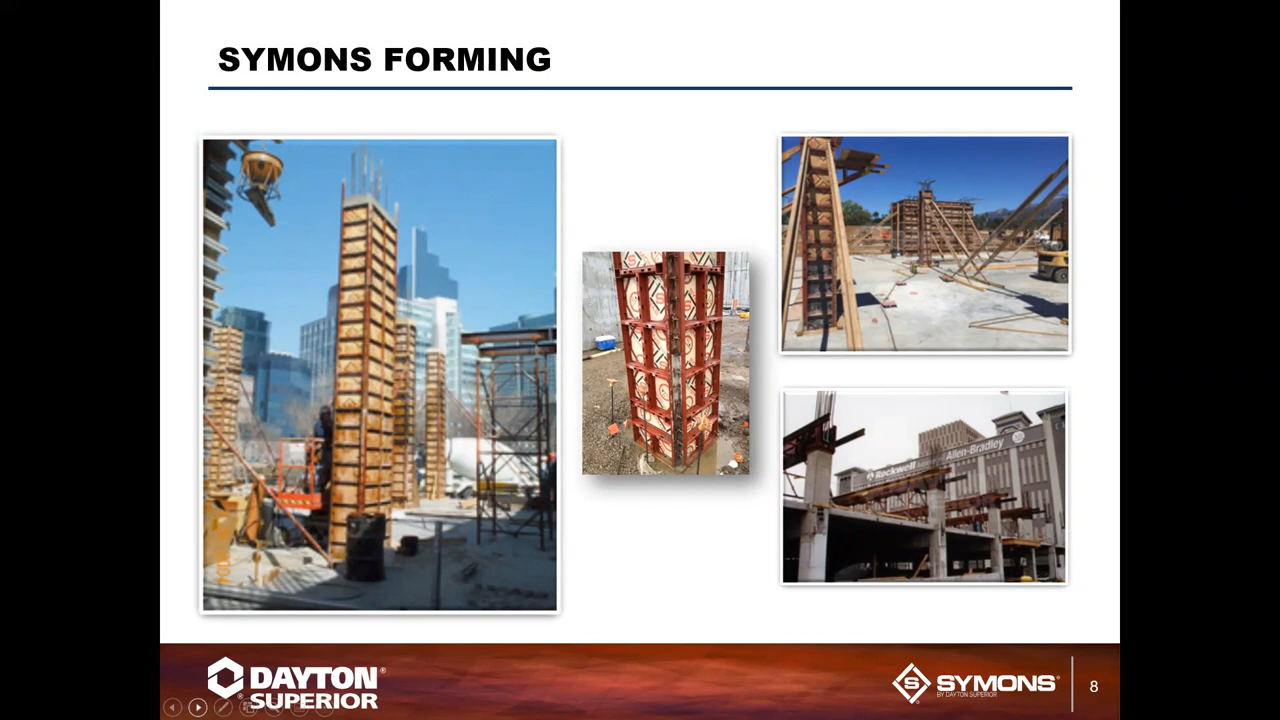 SYMONS FORMING
Rockwell
Allen-Bradley
DAYTON®
SUPERIOR
S
SYMONS®
BY DAYTON SUPERIOR
8